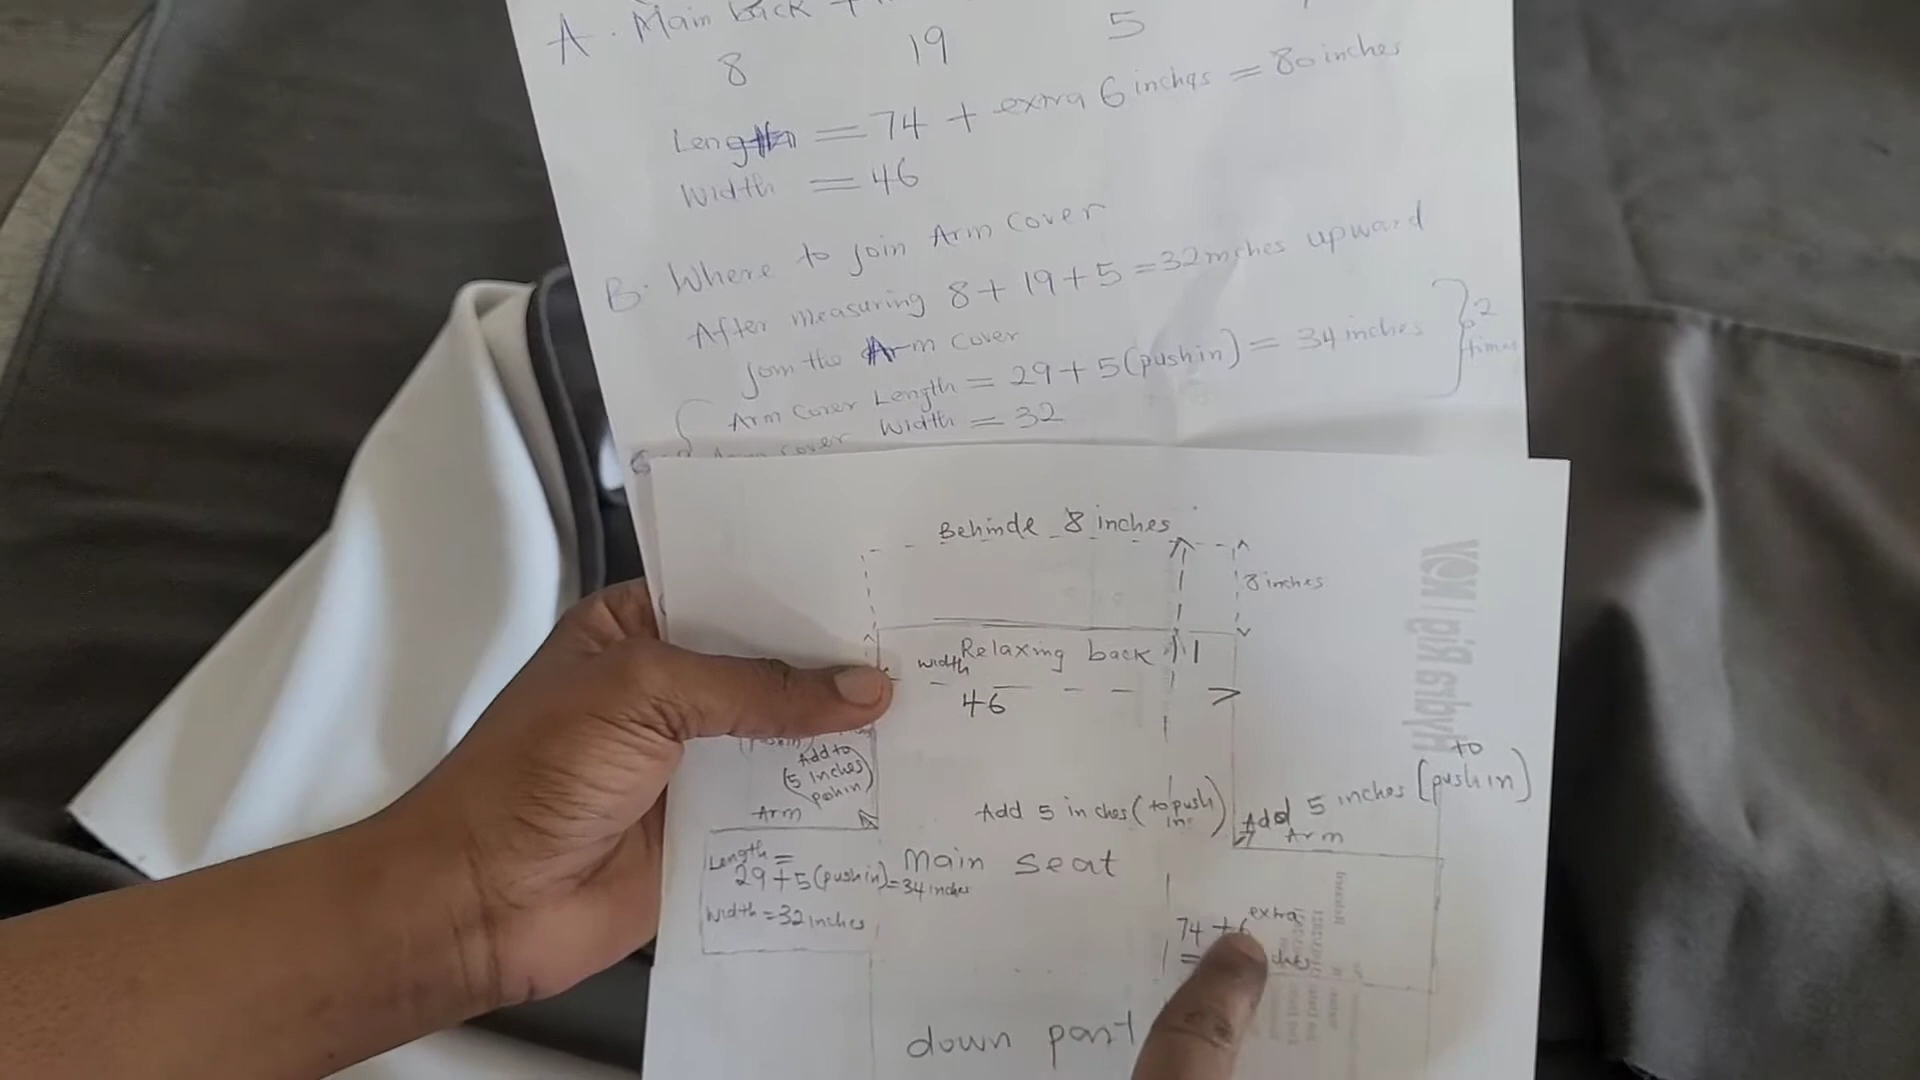 A. Main back +
8 19 5
Length = 74 + extra 6 inches = 80 inches
Width = 46
B. Where to join Arm Cover
After measuring 8 + 19 + 5 = 32 inches upward
join the Arm cover
Arm Cover Length = 29 + 5 (push in) = 34 inches
Width = 32
2
times
Behinde 8 inches
8 inches
Relaxing back
width
46
Add to
(5 inches
pohin)
Arm
Add 5 inches (to push
in)
to
Add 5 inches (push in)
Arm
Length =
29 + 5 (push in) = 34 inches
Width = 32 inches
Main seat
74 + 6 extra
=
down part